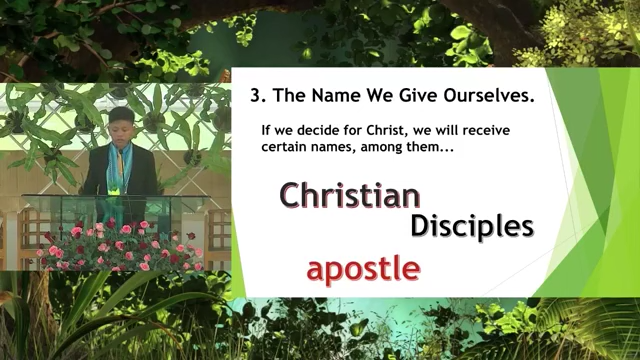 3. The Name We Give Ourselves.
If we decide for Christ, we will receive
certain names, among them...
Christian
Disciples
apostle